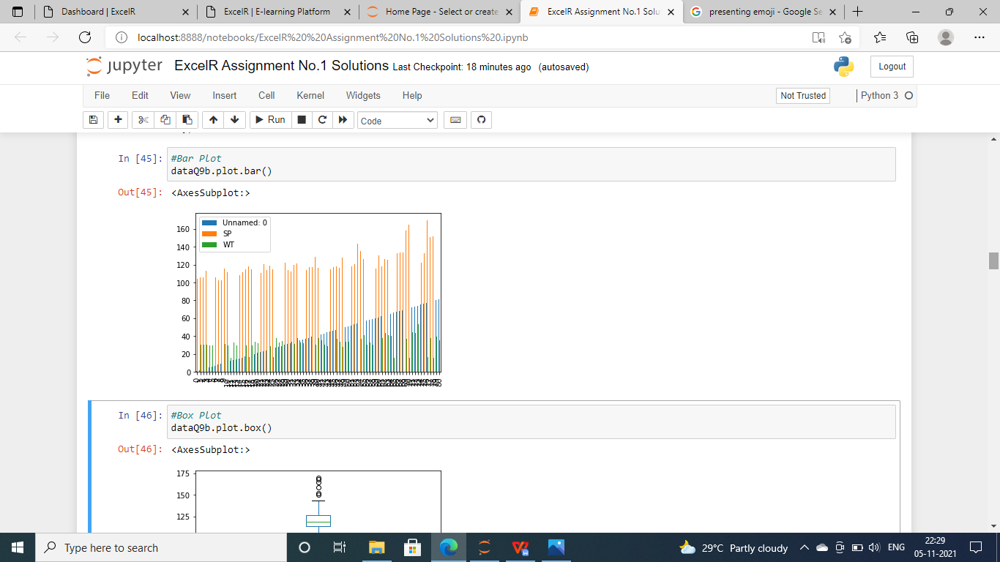 Dashboard | ExcelR
ExcelR | E-learning Platform
Home Page - Select or create
ExcelR Assignment No.1 Solu
presenting emoji - Google Se
localhost:8888/notebooks/ExcelR%20%20Assignment%20No.1%20Solutions%20.ipynb
jupyter ExcelR Assignment No.1 Solutions Last Checkpoint: 18 minutes ago (autosaved)
Logout
File Edit View Insert Cell Kernel Widgets Help
Not Trusted
Python 3
Run
Code
In [45]:
#Bar Plot
dataQ9b.plot.bar()
Out[45]: <AxesSubplot:>
Unnamed: 0
SP
WT
160
140
120
100
80
60
40
20
0
In [46]:
#Box Plot
dataQ9b.plot.box()
Out[46]: <AxesSubplot:>
175
150
125
Type here to search
29°C Partly cloudy
ENG
22:29
05-11-2021